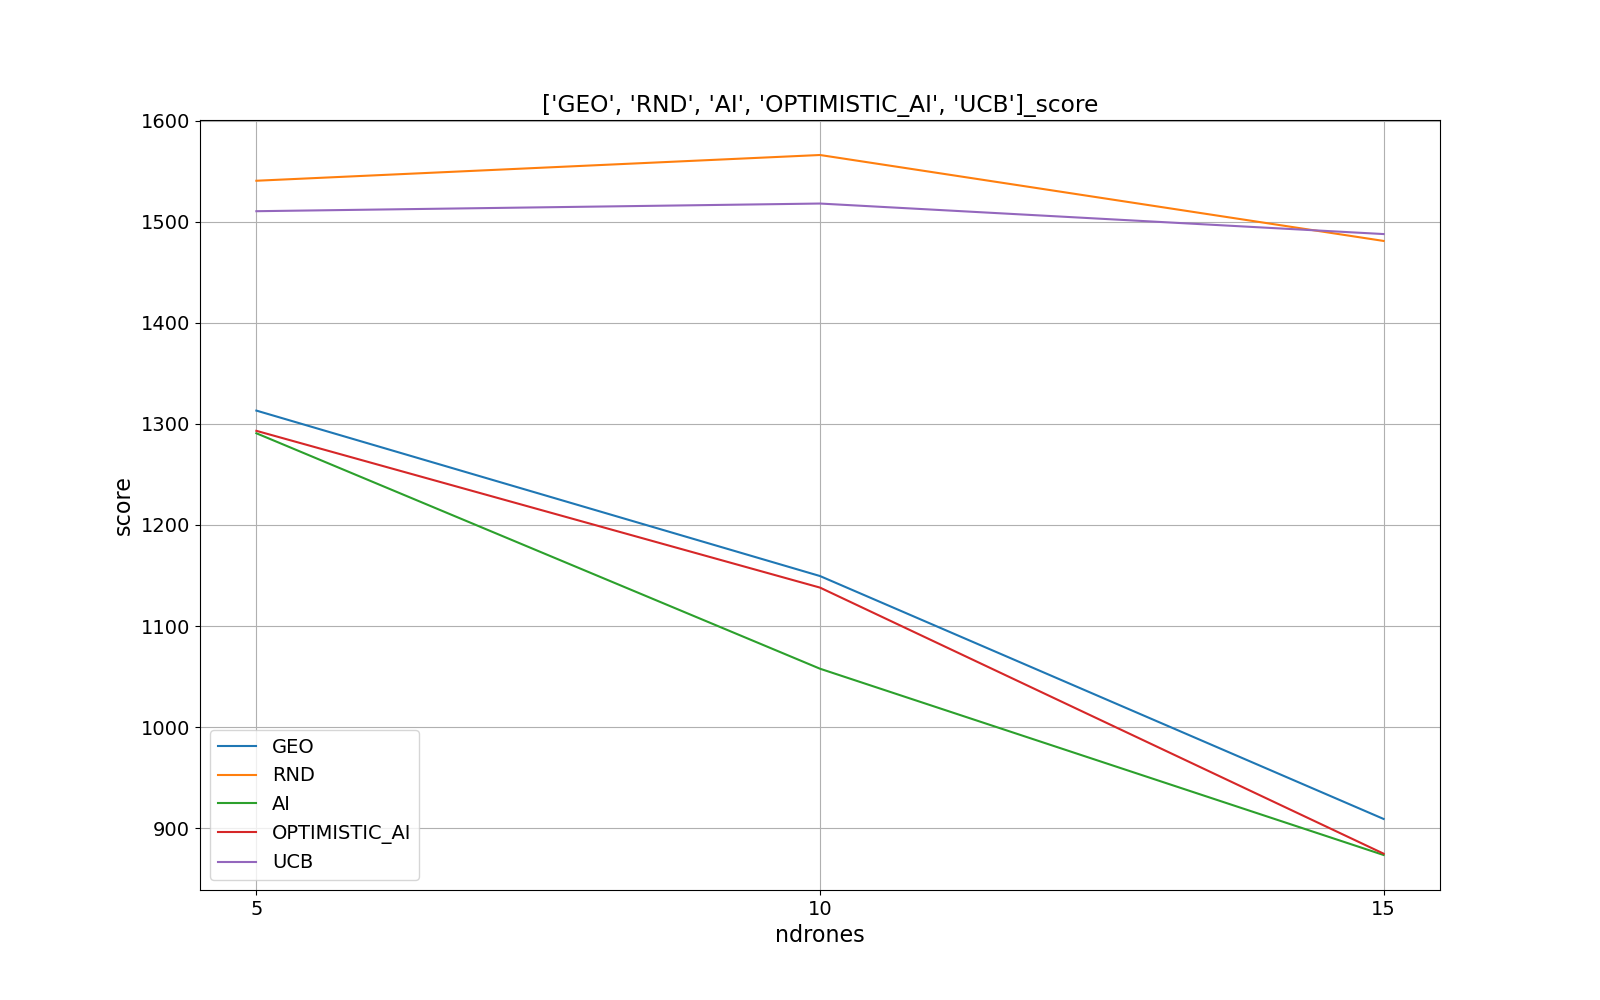 ['GEO', 'RND', 'AI', 'OPTIMISTIC_AI', 'UCB']_score
1600
1500
1400
1300
1200
1100
1000
900
score
GEO
RND
AI
OPTIMISTIC_AI
UCB
5 10 15
ndrones